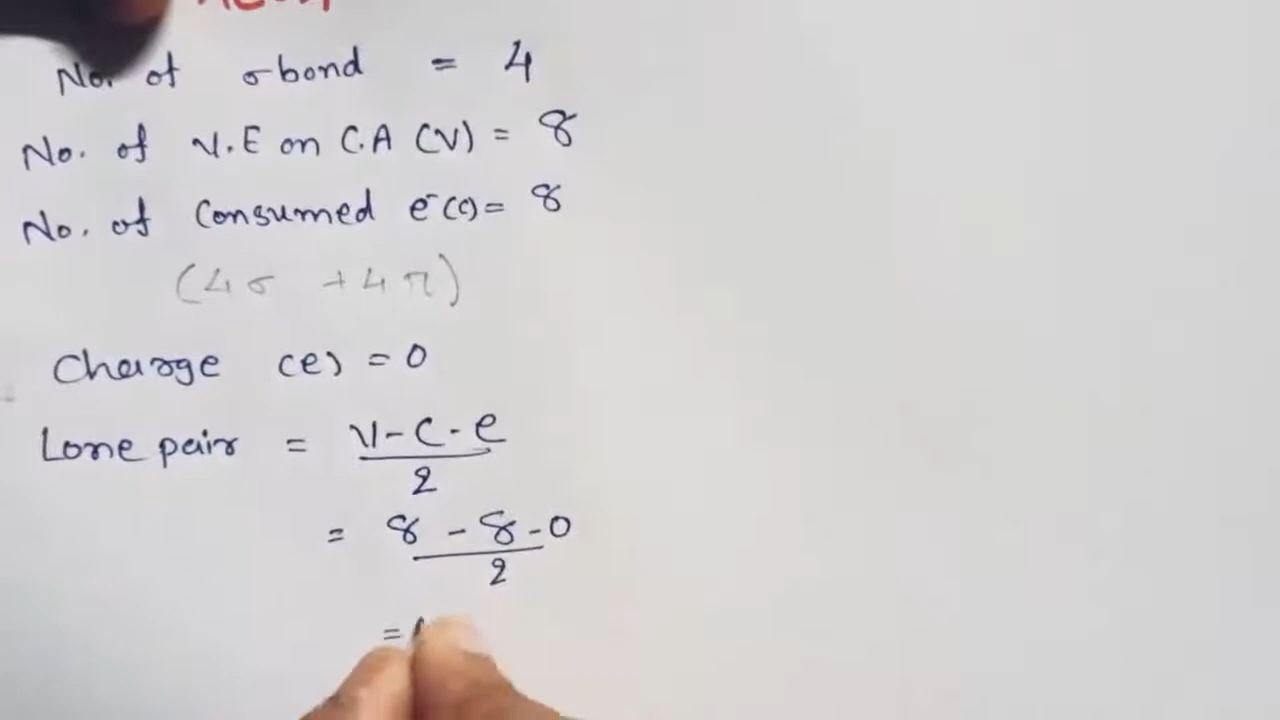 No. of σ bond = 4
No. of V.E on C.A (V) = 8
No. of Consumed e⁻(c) = 8
(4σ + 4π)
Charge (e) = 0
Lone pair = V-C-e
2
= 8 - 8 - 0
2
=